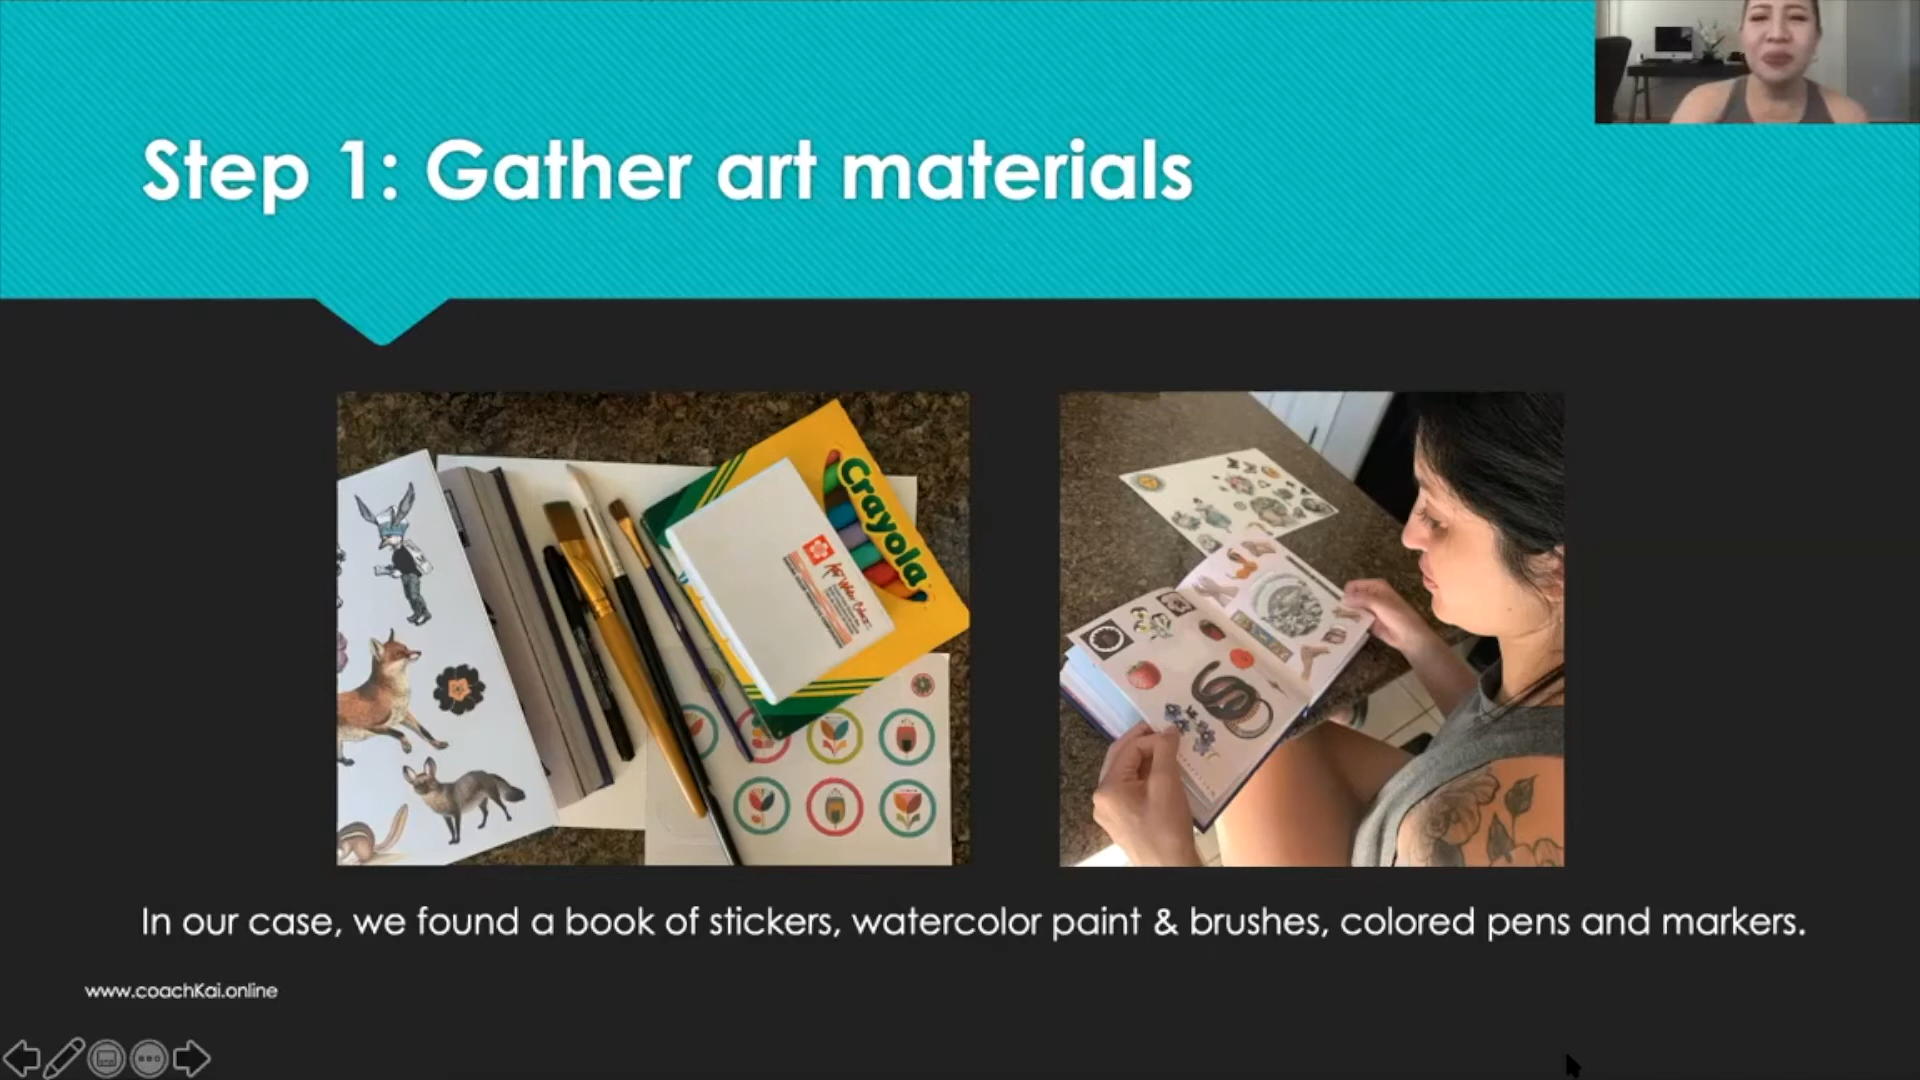 Step 1: Gather art materials
Crayola
In our case, we found a book of stickers, watercolor paint & brushes, colored pens and markers.
www.coachKai.online